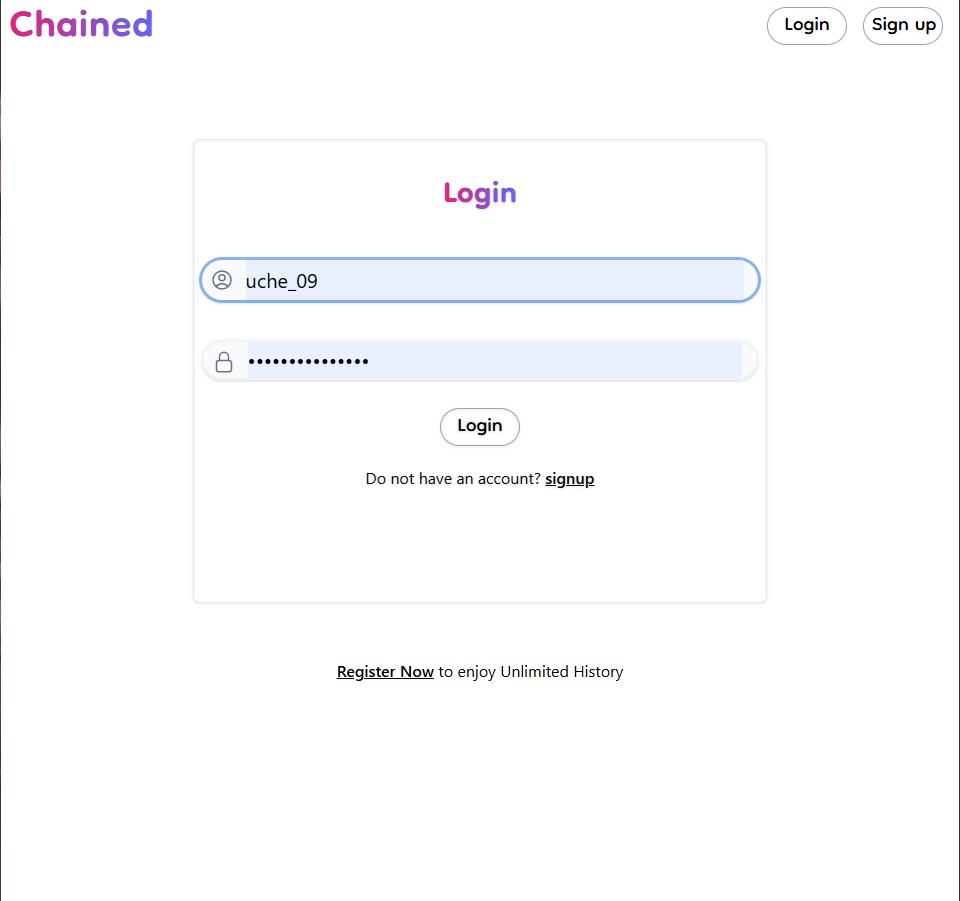 Chained
Login
Sign up
Login
uche_09
•••••••••••••••
Login
Do not have an account? signup
Register Now to enjoy Unlimited History